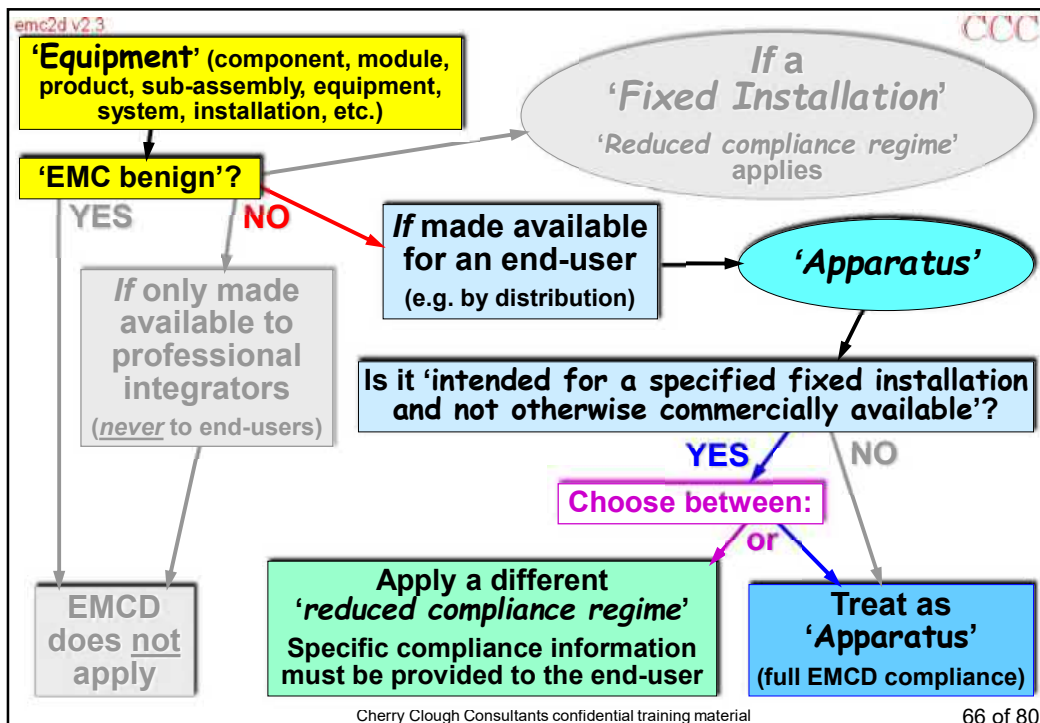 emc2d v2.3
CCC
‘Equipment’ (component, module,
product, sub-assembly, equipment,
system, installation, etc.)
If a
‘Fixed Installation’
‘Reduced compliance regime’
applies
‘EMC benign’?
YES
NO
If made available
for an end-user
(e.g. by distribution)
‘Apparatus’
If only made
available to
professional
integrators
(never to end-users)
Is it ‘intended for a specified fixed installation
and not otherwise commercially available’?
YES
NO
Choose between:
or
EMCD
does not
apply
Apply a different
‘reduced compliance regime’
Specific compliance information
must be provided to the end-user
Treat as
‘Apparatus’
(full EMCD compliance)
Cherry Clough Consultants confidential training material
66 of 80